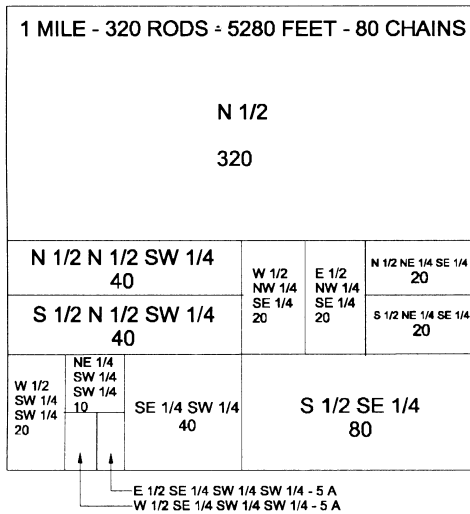 1 MILE - 320 RODS - 5280 FEET - 80 CHAINS
N 1/2
320
N 1/2 N 1/2 SW 1/4
40
S 1/2 N 1/2 SW 1/4
40
W 1/2
NW 1/4
SE 1/4
20
E 1/2
NW 1/4
SE 1/4
20
N 1/2 NE 1/4 SE 1/4
20
S 1/2 NE 1/4 SE 1/4
20
W 1/2
SW 1/4
SW 1/4
20
NE 1/4
SW 1/4
SW 1/4
10
SE 1/4 SW 1/4
40
S 1/2 SE 1/4
80
E 1/2 SE 1/4 SW 1/4 SW 1/4 - 5 A
W 1/2 SE 1/4 SW 1/4 SW 1/4 - 5 A